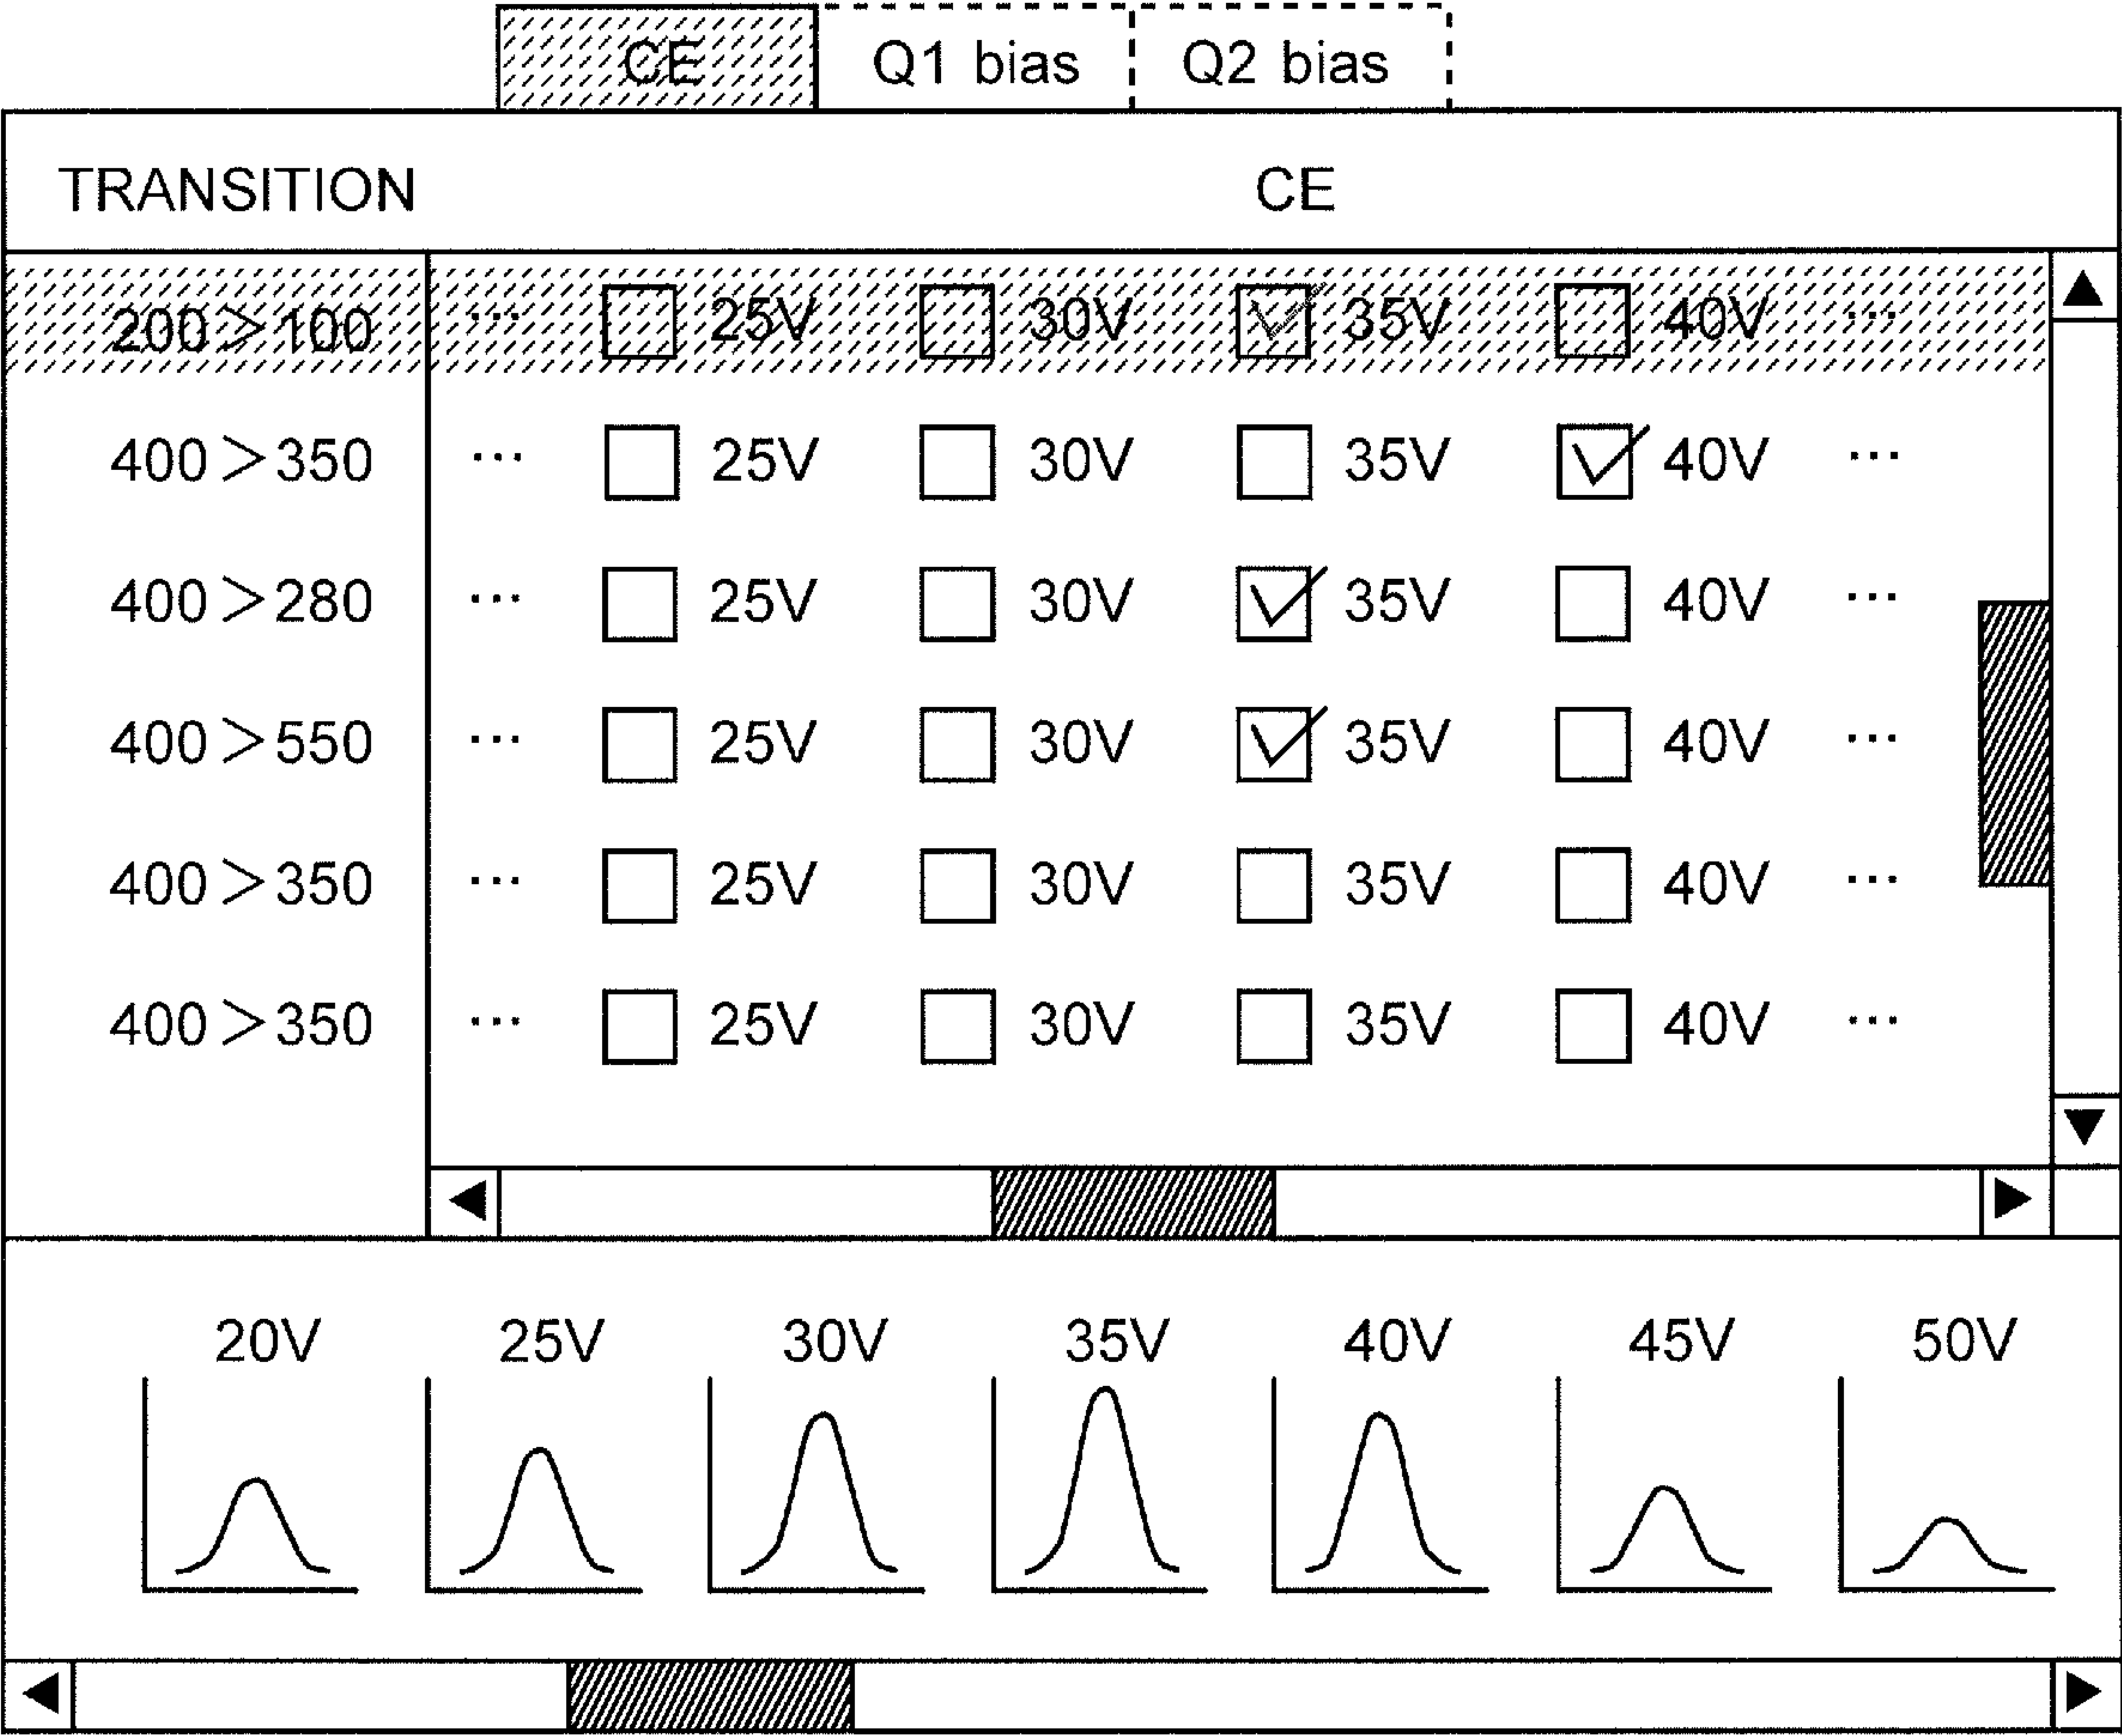 CE Q1 bias Q2 bias
TRANSITION CE
200>100 ... 25V 30V 35V 40V ...
400>350 ... 25V 30V 35V 40V ...
400>280 ... 25V 30V 35V 40V ...
400>550 ... 25V 30V 35V 40V ...
400>350 ... 25V 30V 35V 40V ...
400>350 ... 25V 30V 35V 40V ...
20V 25V 30V 35V 40V 45V 50V